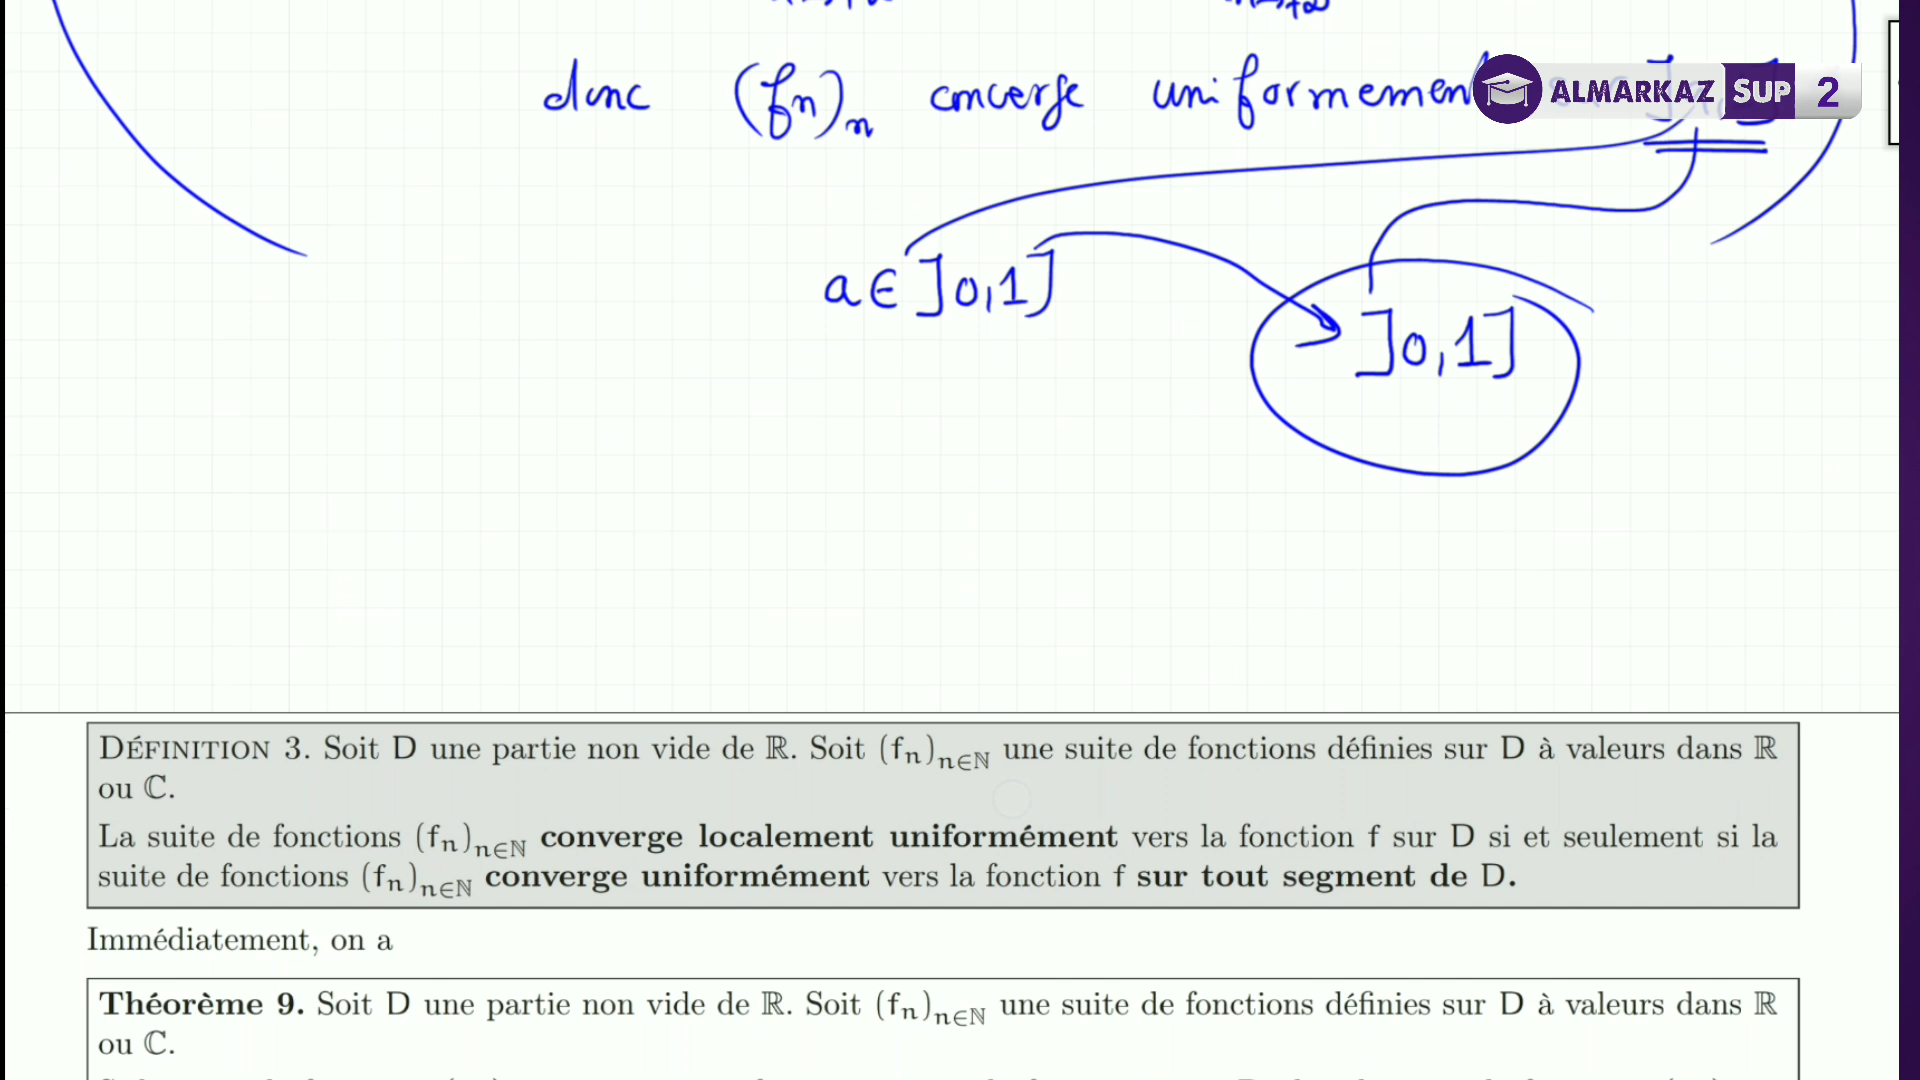 donc (fn)n converge uniformement
ALMARKAZ SUP 2
a∈]0,1]
]0,1]
DÉFINITION 3. Soit D une partie non vide de ℝ. Soit (fn)n∈ℕ une suite de fonctions définies sur D à valeurs dans ℝ
ou ℂ.
La suite de fonctions (fn)n∈ℕ converge localement uniformément vers la fonction f sur D si et seulement si la
suite de fonctions (fn)n∈ℕ converge uniformément vers la fonction f sur tout segment de D.
Immédiatement, on a
Théorème 9. Soit D une partie non vide de ℝ. Soit (fn)n∈ℕ une suite de fonctions définies sur D à valeurs dans ℝ
ou ℂ.